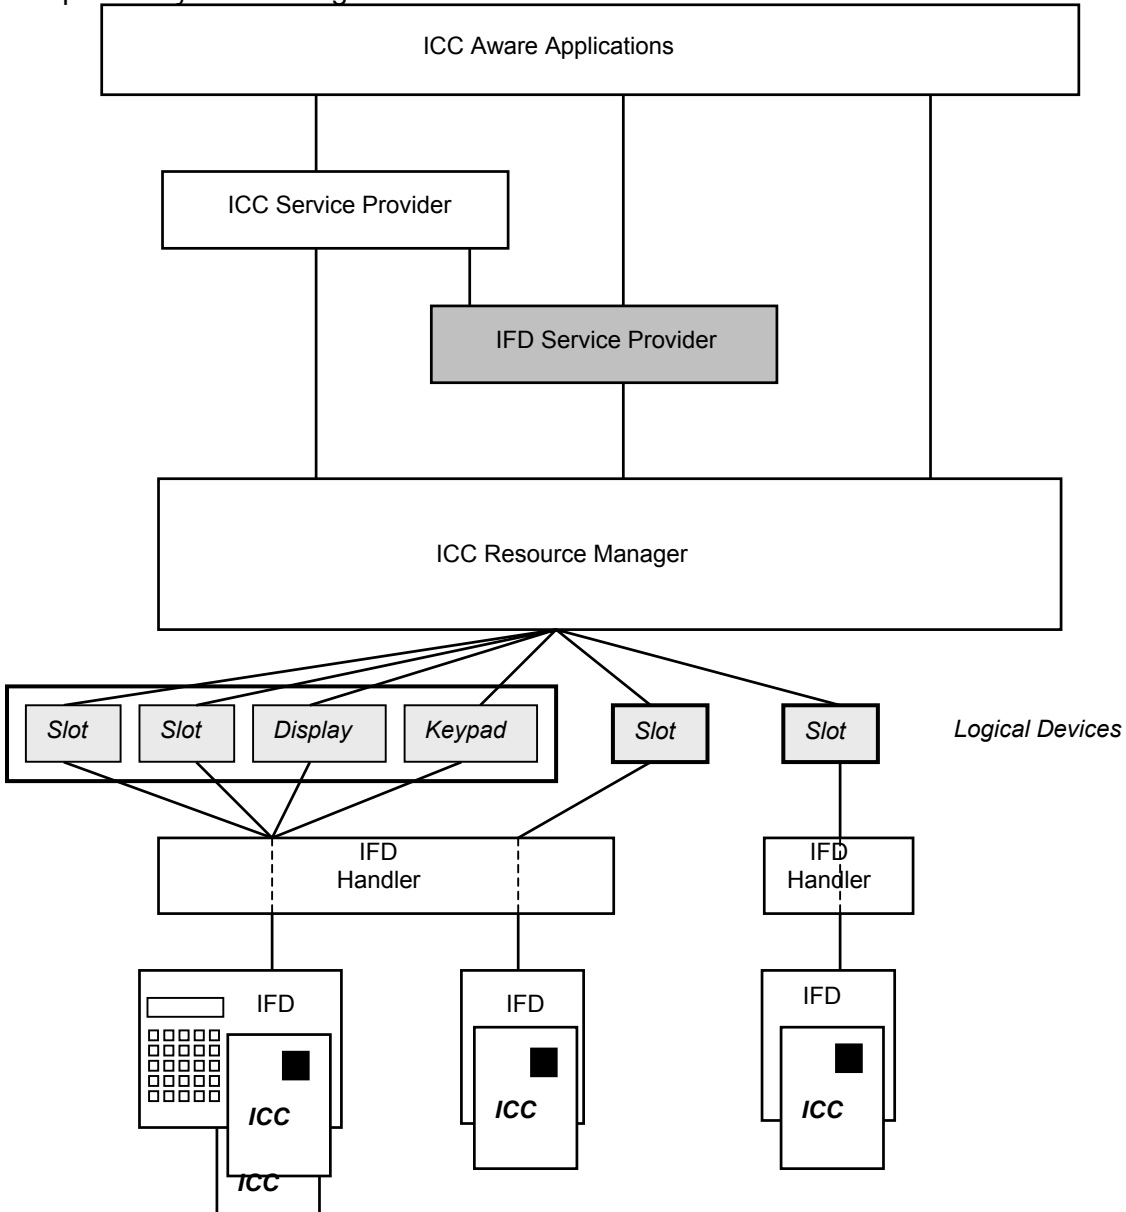 ICC Aware Applications
ICC Service Provider
IFD Service Provider
ICC Resource Manager
Slot Slot Display Keypad Slot Slot Logical Devices
IFD
Handler
IFD
Handler
IFD
ICC
ICC
IFD
ICC
IFD
ICC